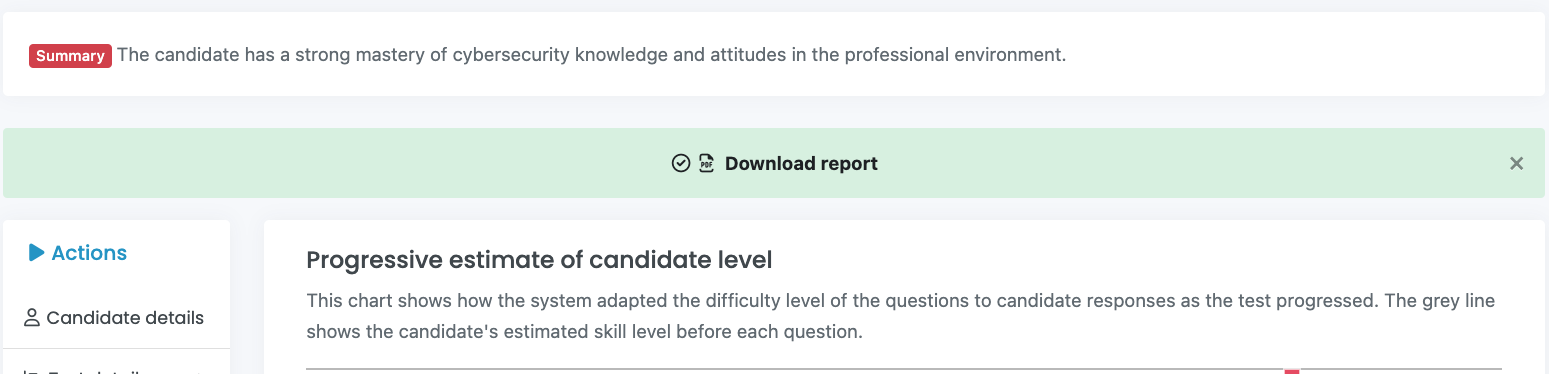 Summary The candidate has a strong mastery of cybersecurity knowledge and attitudes in the professional environment.
PDF Download report
Actions
Candidate details
Progressive estimate of candidate level
This chart shows how the system adapted the difficulty level of the questions to candidate responses as the test progressed. The grey line
shows the candidate's estimated skill level before each question.